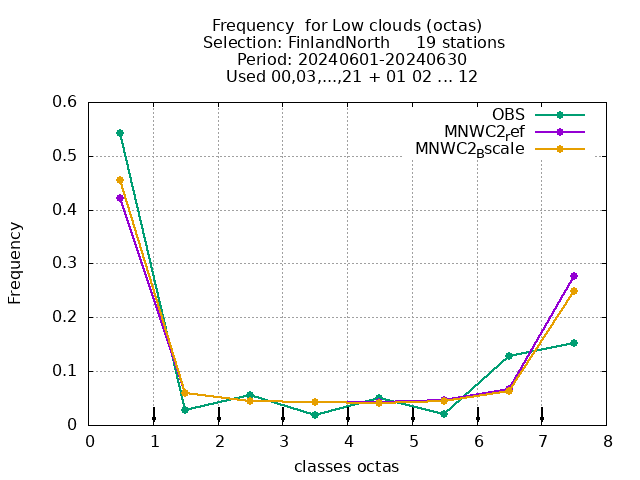 Frequency  for Low clouds (octas)
Selection: FinlandNorth     19 stations
Period: 20240601-20240630
Used 00,03,...,21 + 01 02 ... 12
OBS
MNWC2_ref
MNWC2_Bscale
0.6
0.5
0.4
0.3
0.2
0.1
0
Frequency
0 1 2 3 4 5 6 7 8
classes octas